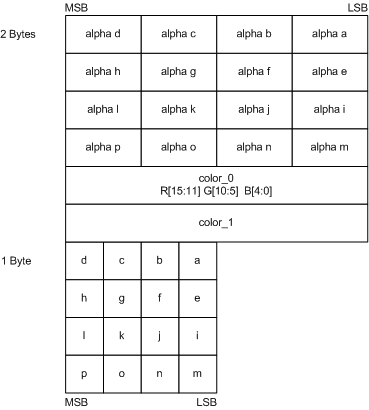 MSB LSB
2 Bytes alpha d alpha c alpha b alpha a
alpha h alpha g alpha f alpha e
alpha l alpha k alpha j alpha i
alpha p alpha o alpha n alpha m
color_0
R[15:11] G[10:5] B[4:0]
color_1
1 Byte d c b a
h g f e
l k j i
p o n m
MSB LSB